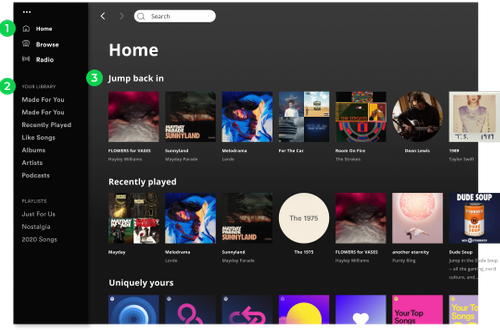 1
Home
Browse
Radio
2
YOUR LIBRARY
Made For You
Made For You
Recently Played
Like Songs
Albums
Artists
Podcasts
PLAYLISTS
Just For Us
Nostalgia
2020 Songs
Search
Home
3
Jump back in
MAYDAY PARADE
SUNNYLAND
THE STROKES
1989
T.S. 1989
FLOWERS for VASES
Hayley Williams
Sunnyland
Mayday Parade
Melodrama
Lorde
For The Car
Room On Fire
The Strokes
Dean Lewis
Taylor Swift
Recently played
MAYDAY PARADE
SUNNYLAND
The 1975
DUDE SOUP
Mayday
Melodrama
Lorde
Sunnyland
Mayday Parade
The 1975
FLOWERS for VASES
Hayley Williams
another eternity
Purity Ring
Dude Soup
Jump in the Dude Soup
– all the gaming, nerd
culture, and...
Uniquely yours
Your Top
Songs
Your Top
Songs